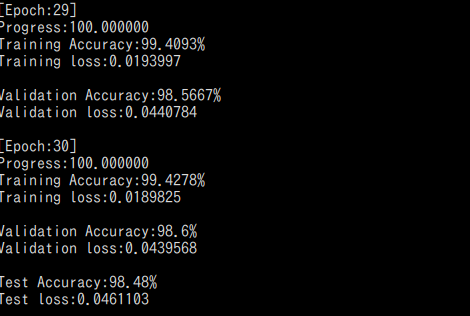 [Epoch:29]
Progress:100.000000
Training Accuracy:99.4093%
Training loss:0.0193997
Validation Accuracy:98.5667%
Validation loss:0.0440784
[Epoch:30]
Progress:100.000000
Training Accuracy:99.4278%
Training loss:0.0189825
Validation Accuracy:98.6%
Validation loss:0.0439568
Test Accuracy:98.48%
Test loss:0.0461103